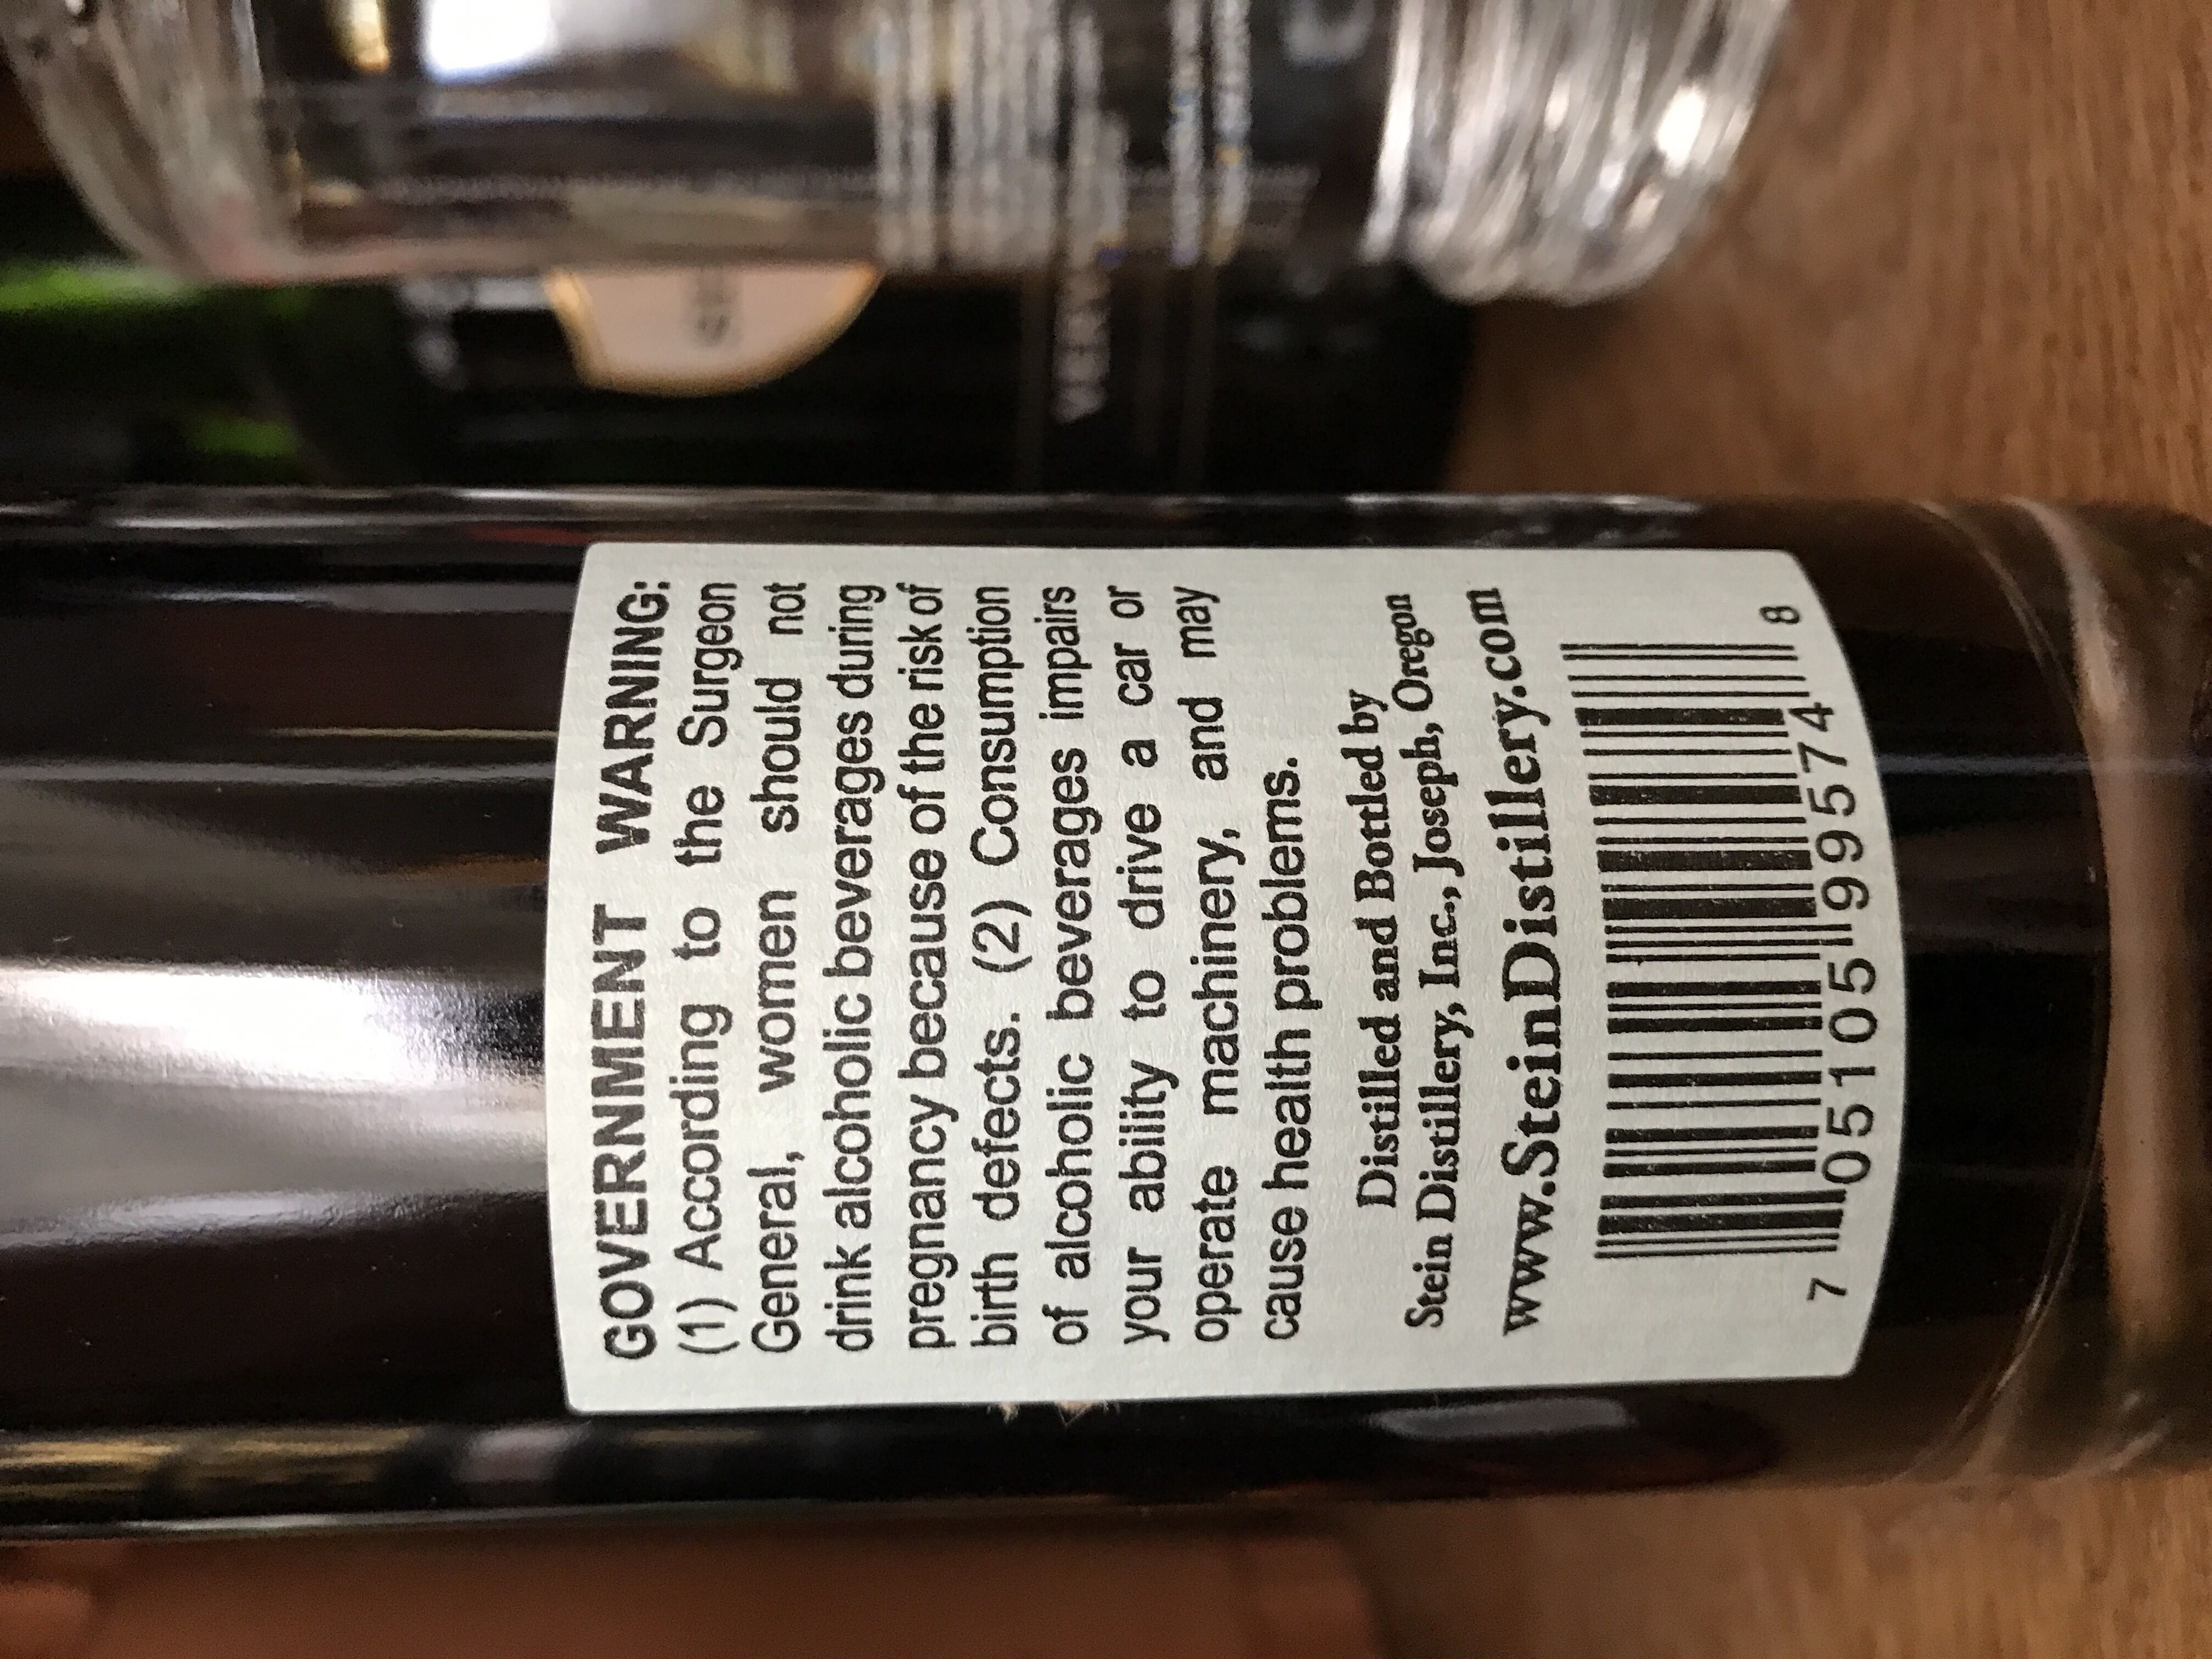 GOVERNMENT WARNING:
(1) According to the Surgeon
General, women should not
drink alcoholic beverages during
pregnancy because of the risk of
birth defects. (2) Consumption
of alcoholic beverages impairs
your ability to drive a car or
operate machinery, and may
cause health problems.
Distilled and Bottled by
Stein Distillery, Inc., Joseph, Oregon
www.SteinDistillery.com
7 05105 99574 8